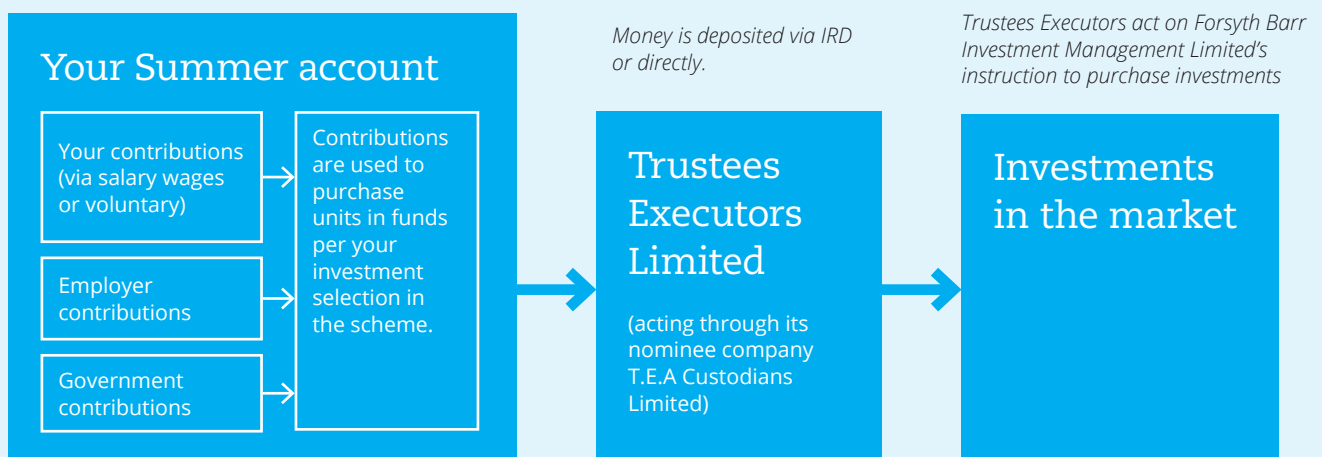 Your Summer account
Your contributions
(via salary wages
or voluntary)
Employer
contributions
Government
contributions
Contributions
are used to
purchase
units in funds
per your
investment
selection in
the scheme.
Money is deposited via IRD
or directly.
Trustees
Executors
Limited
(acting through its
nominee company
T.E.A Custodians
Limited)
Trustees Executors act on Forsyth Barr
Investment Management Limited’s
instruction to purchase investments
Investments
in the market